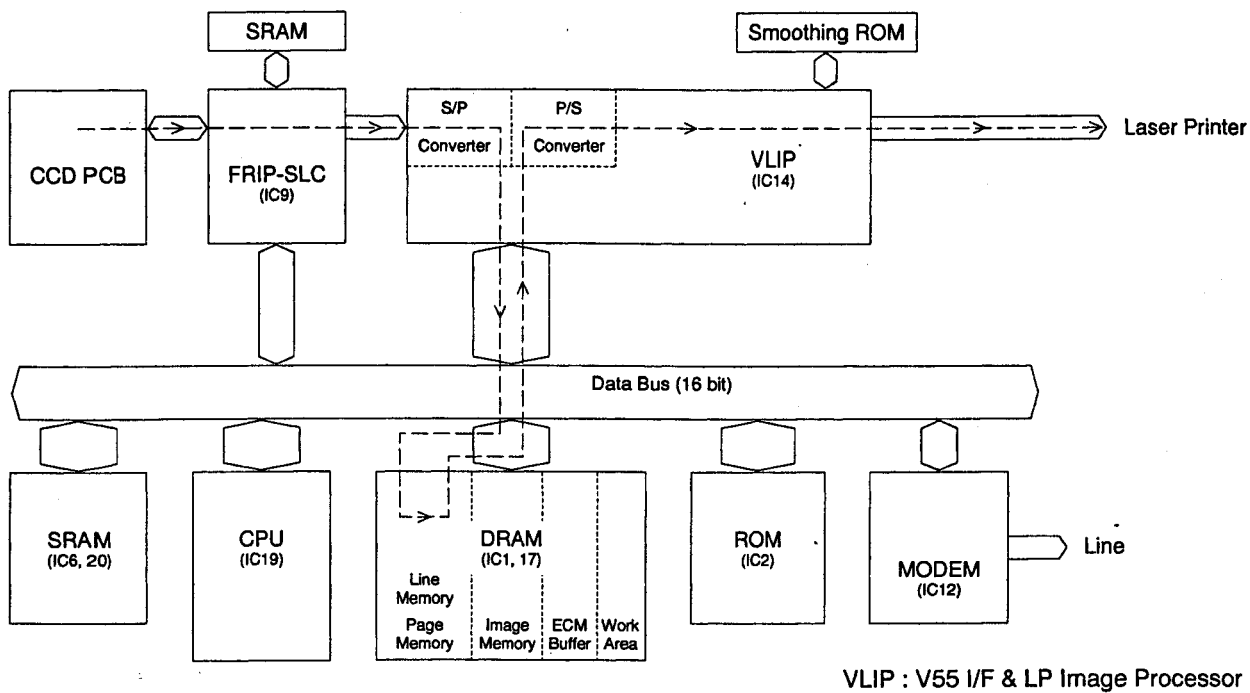 SRAM
Smoothing ROM
CCD PCB
FRIP-SLC
(IC9)
S/P
Converter
P/S
Converter
VLIP
(IC14)
Laser Printer
Data Bus (16 bit)
SRAM
(IC6, 20)
CPU
(IC19)
DRAM
(IC1, 17)
Line
Memory
Page
Memory
Image
Memory
ECM
Buffer
Work
Area
ROM
(IC2)
MODEM
(IC12)
Line
VLIP : V55 I/F & LP Image Processor